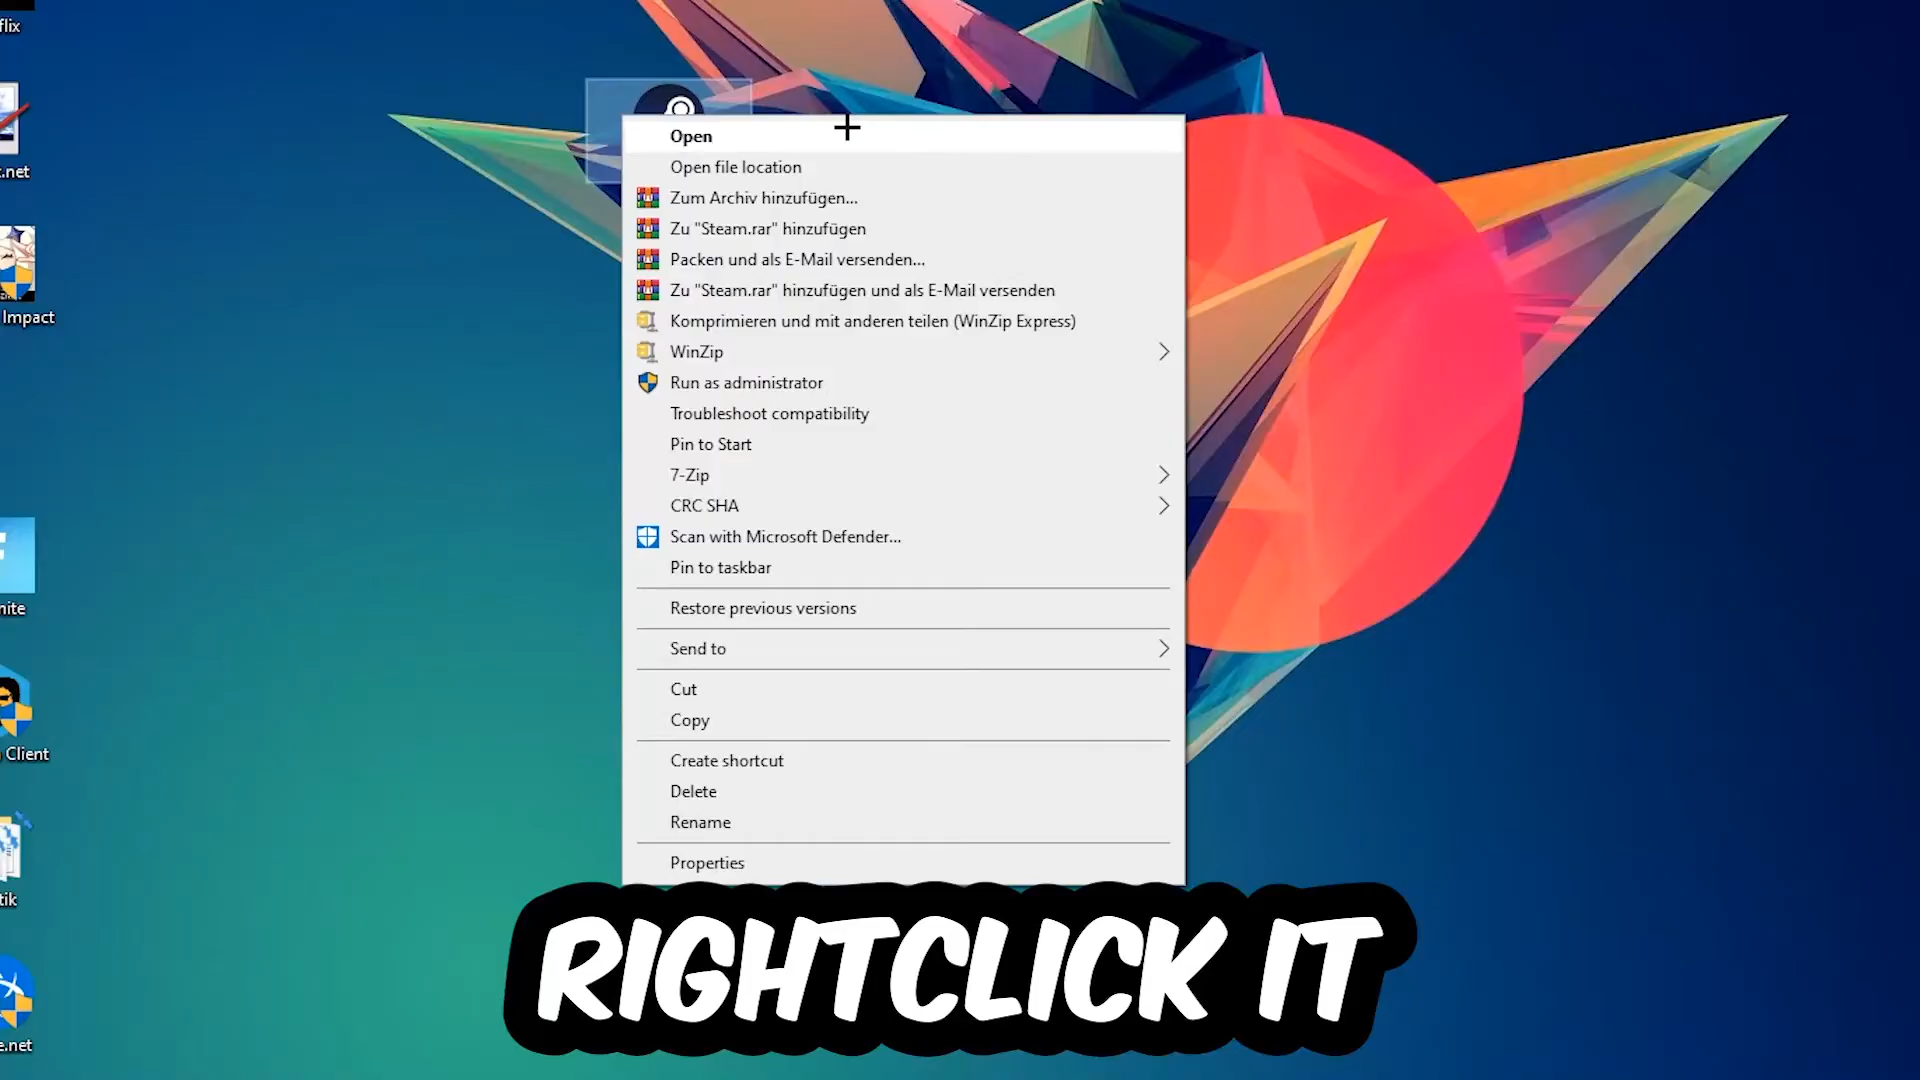 flix
.net
Impact
nite
Client
tik
e.net
Open
Open file location
Zum Archiv hinzufügen...
Zu "Steam.rar" hinzufügen
Packen und als E-Mail versenden...
Zu "Steam.rar" hinzufügen und als E-Mail versenden
Komprimieren und mit anderen teilen (WinZip Express)
WinZip
Run as administrator
Troubleshoot compatibility
Pin to Start
7-Zip
CRC SHA
Scan with Microsoft Defender...
Pin to taskbar
Restore previous versions
Send to
Cut
Copy
Create shortcut
Delete
Rename
Properties
RIGHTCLICK IT